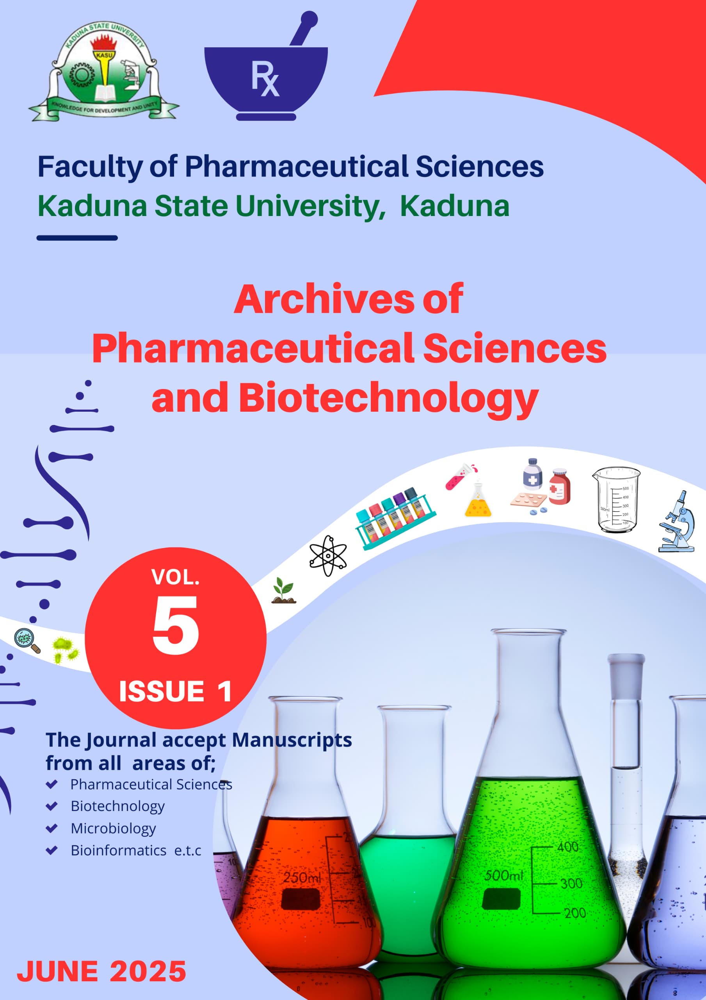 KADUNA STATE UNIVERSITY
KASU
KNOWLEDGE FOR DEVELOPMENT AND UNITY
Rx
Faculty of Pharmaceutical Sciences
Kaduna State University, Kaduna
Archives of
Pharmaceutical Sciences
and Biotechnology
500
400
300
200
100
500ml
VOL.
5
ISSUE 1
The Journal accept Manuscripts
from all areas of;
Pharmaceutical Sciences
Biotechnology
Microbiology
Bioinformatics e.t.c
250ml
100
500ml
400
300
200
JUNE 2025